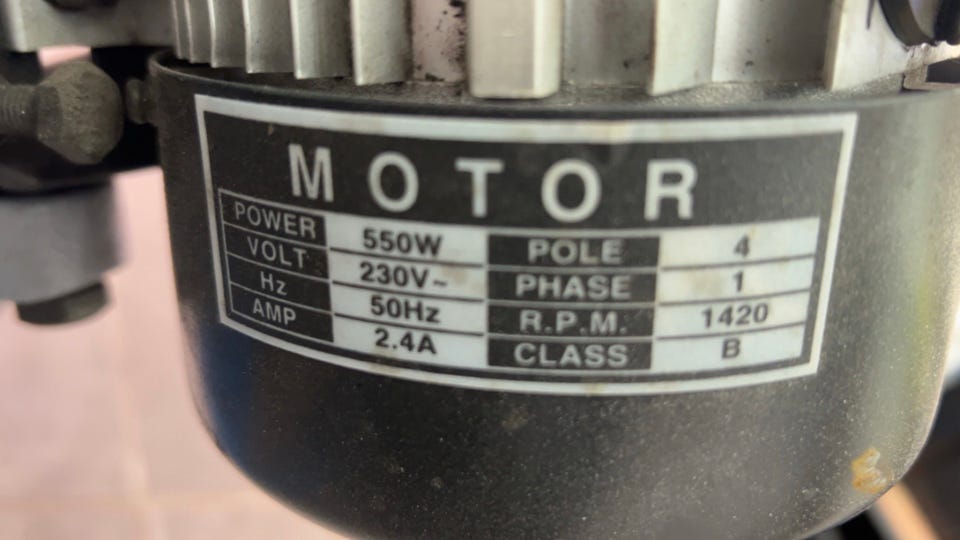 MOTOR
POWER 550W POLE 4
VOLT 230V~ PHASE 1
Hz 50Hz R.P.M. 1420
AMP 2.4A CLASS B